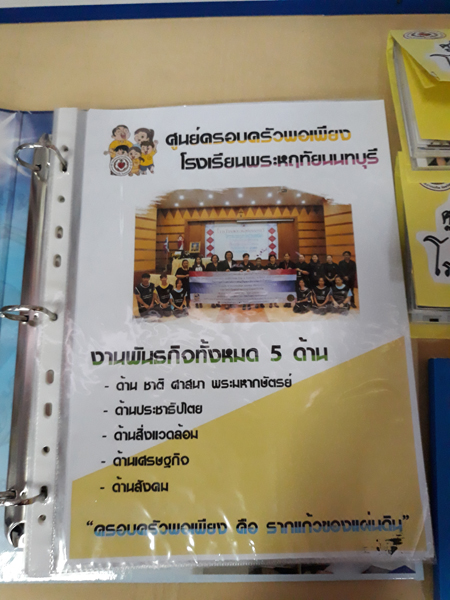 ศูนย์ครอบครัวพอเพียง
โรงเรียนพระหฤทัยนนทบุรี
งานพันธกิจทั้งหมด 5 ด้าน
- ด้าน ชาติ ศาสนา พระมหากษัตริย์
- ด้านประชาธิปไตย
- ด้านสิ่งแวดล้อม
- ด้านเศรษฐกิจ
- ด้านสังคม
"ครอบครัวพอเพียง คือ รากแก้วของแผ่นดิน"